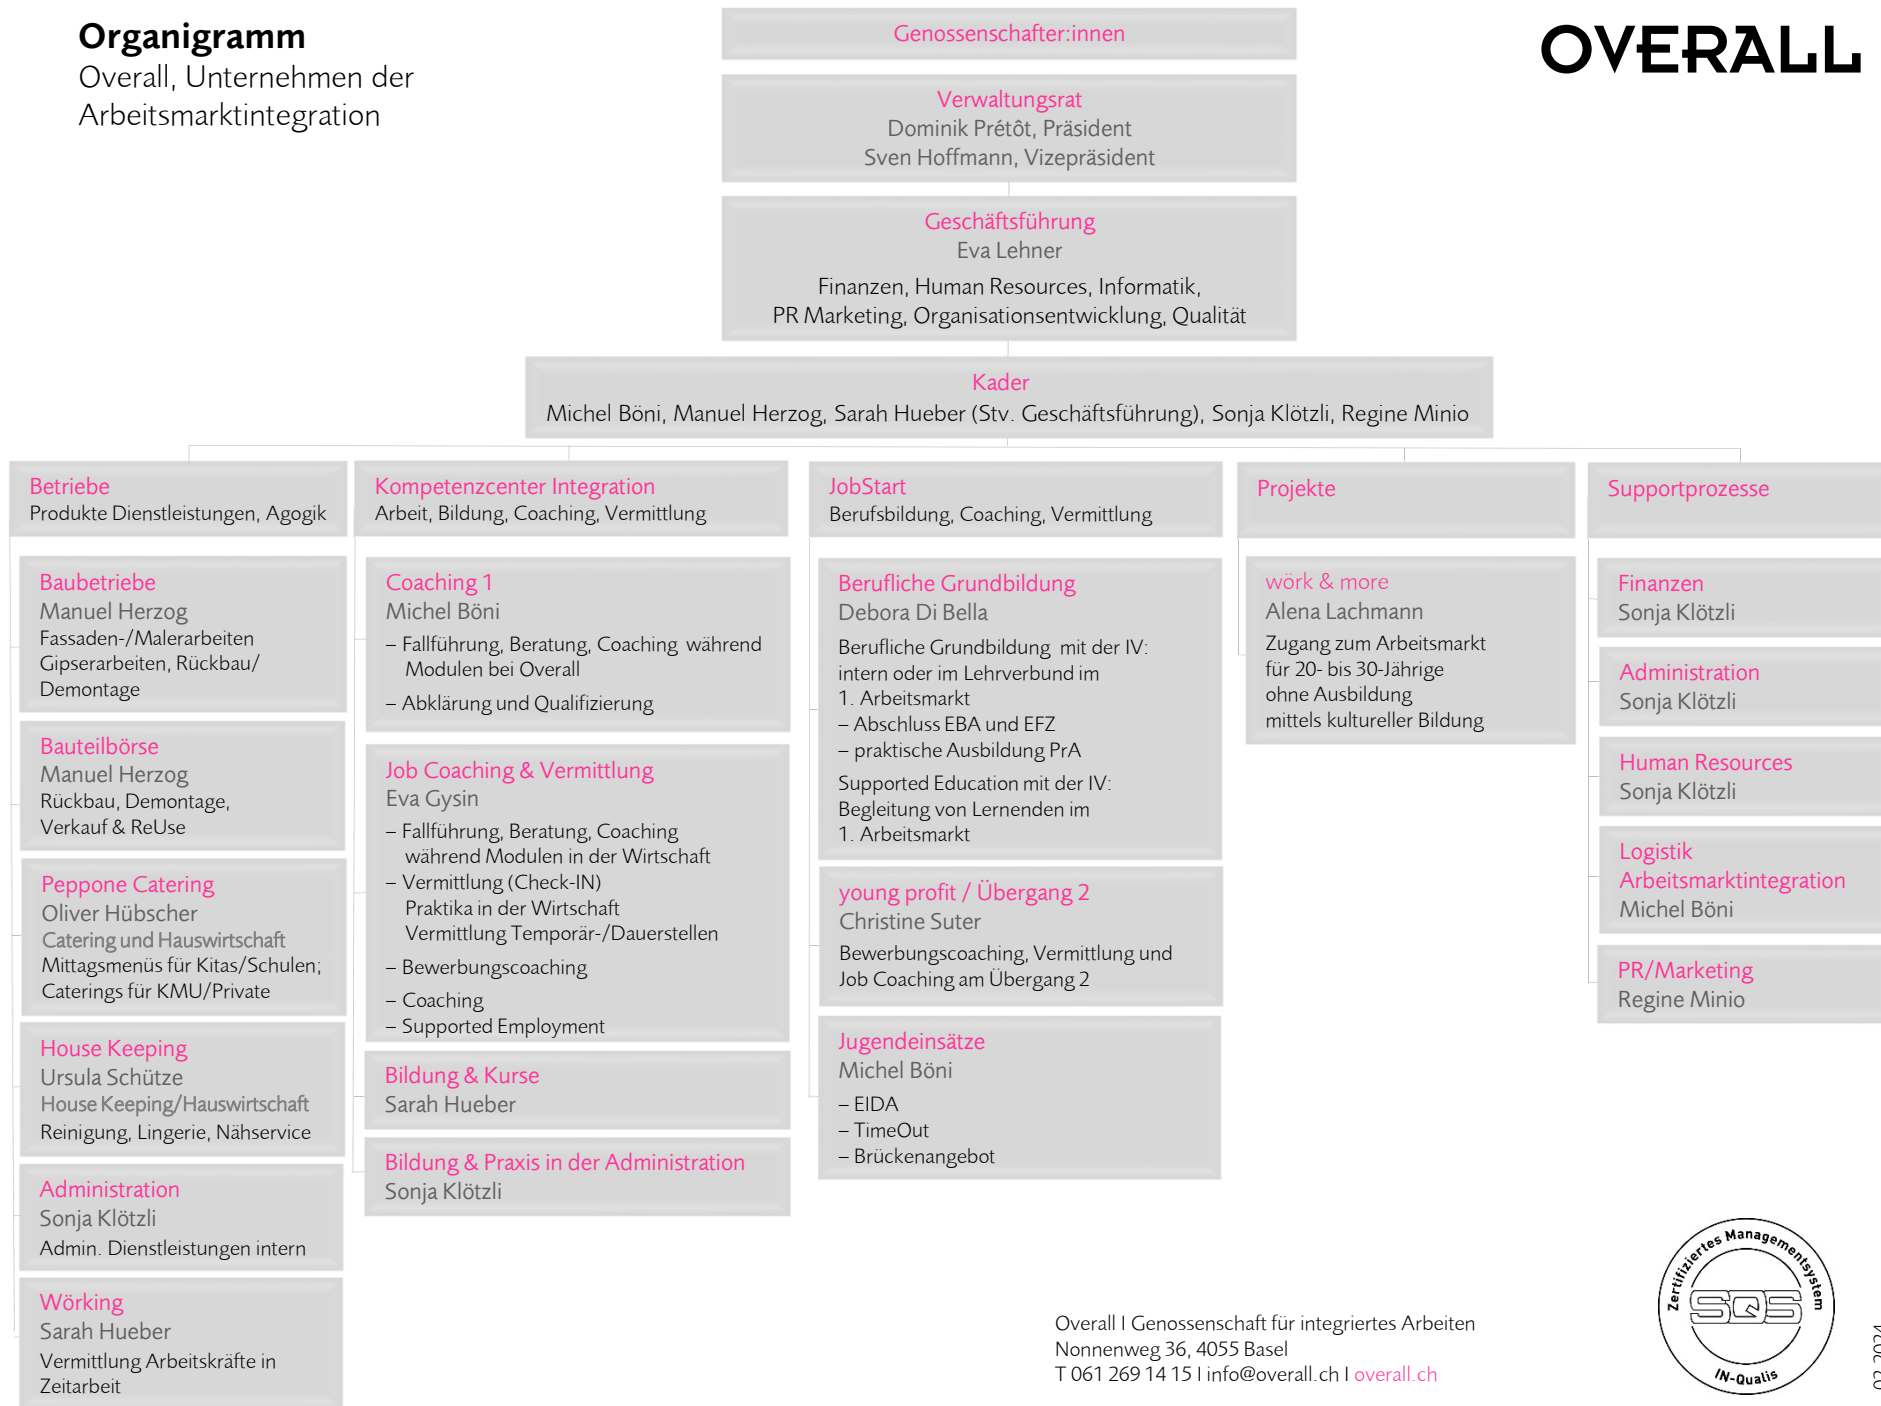 Organigramm
Overall, Unternehmen der
Arbeitsmarktintegration
OVERALL
Genossenschafter:innen
Verwaltungsrat
Dominik Prétôt, Präsident
Sven Hoffmann, Vizepräsident
Geschäftsführung
Eva Lehner
Finanzen, Human Resources, Informatik,
PR Marketing, Organisationsentwicklung, Qualität
Kader
Michel Böni, Manuel Herzog, Sarah Hueber (Stv. Geschäftsführung), Sonja Klötzli, Regine Minio
Betriebe
Produkte Dienstleistungen, Agogik
Baubetriebe
Manuel Herzog
Fassaden-/Malerarbeiten
Gipserarbeiten, Rückbau/
Demontage
Bauteilbörse
Manuel Herzog
Rückbau, Demontage,
Verkauf & ReUse
Peppone Catering
Oliver Hübscher
Catering und Hauswirtschaft
Mittagsmenüs für Kitas/Schulen;
Caterings für KMU/Private
House Keeping
Ursula Schütze
House Keeping/Hauswirtschaft
Reinigung, Lingerie, Nähservice
Administration
Sonja Klötzli
Admin. Dienstleistungen intern
Wörking
Sarah Hueber
Vermittlung Arbeitskräfte in
Zeitarbeit
Kompetenzcenter Integration
Arbeit, Bildung, Coaching, Vermittlung
Coaching 1
Michel Böni
– Fallführung, Beratung, Coaching während
Modulen bei Overall
– Abklärung und Qualifizierung
Job Coaching & Vermittlung
Eva Gysin
– Fallführung, Beratung, Coaching
während Modulen in der Wirtschaft
– Vermittlung (Check-IN)
Praktika in der Wirtschaft
Vermittlung Temporär-/Dauerstellen
– Bewerbungscoaching
– Coaching
– Supported Employment
Bildung & Kurse
Sarah Hueber
Bildung & Praxis in der Administration
Sonja Klötzli
JobStart
Berufsbildung, Coaching, Vermittlung
Berufliche Grundbildung
Debora Di Bella
Berufliche Grundbildung mit der IV:
intern oder im Lehrverbund im
1. Arbeitsmarkt
– Abschluss EBA und EFZ
– praktische Ausbildung PrA
Supported Education mit der IV:
Begleitung von Lernenden im
1. Arbeitsmarkt
young profit / Übergang 2
Christine Suter
Bewerbungscoaching, Vermittlung und
Job Coaching am Übergang 2
Jugendeinsätze
Michel Böni
– EIDA
– TimeOut
– Brückenangebot
Projekte
wörk & more
Alena Lachmann
Zugang zum Arbeitsmarkt
für 20- bis 30-Jährige
ohne Ausbildung
mittels kultureller Bildung
Supportprozesse
Finanzen
Sonja Klötzli
Administration
Sonja Klötzli
Human Resources
Sonja Klötzli
Logistik
Arbeitsmarktintegration
Michel Böni
PR/Marketing
Regine Minio
Overall I Genossenschaft für integriertes Arbeiten
Nonnenweg 36, 4055 Basel
T 061 269 14 15 I info@overall.ch I overall.ch
Zertifiziertes Managementsystem
SQS
IN-Qualis